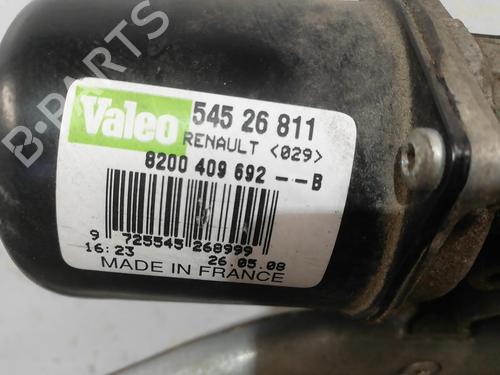 B-PARTS
Valeo 545 26 811
RENAULT <029>
8200 409 692 -- B
9 725545 268999
16:23 26.05.08
MADE IN FRANCE